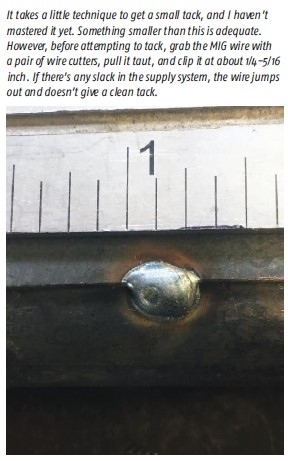 It takes a little technique to get a small tack, and I haven't
mastered it yet. Something smaller than this is adequate.
However, before attempting to tack, grab the MIG wire with
a pair of wire cutters, pull it taut, and clip it at about 1/4–5/16
inch. If there's any slack in the supply system, the wire jumps
out and doesn't give a clean tack.
1